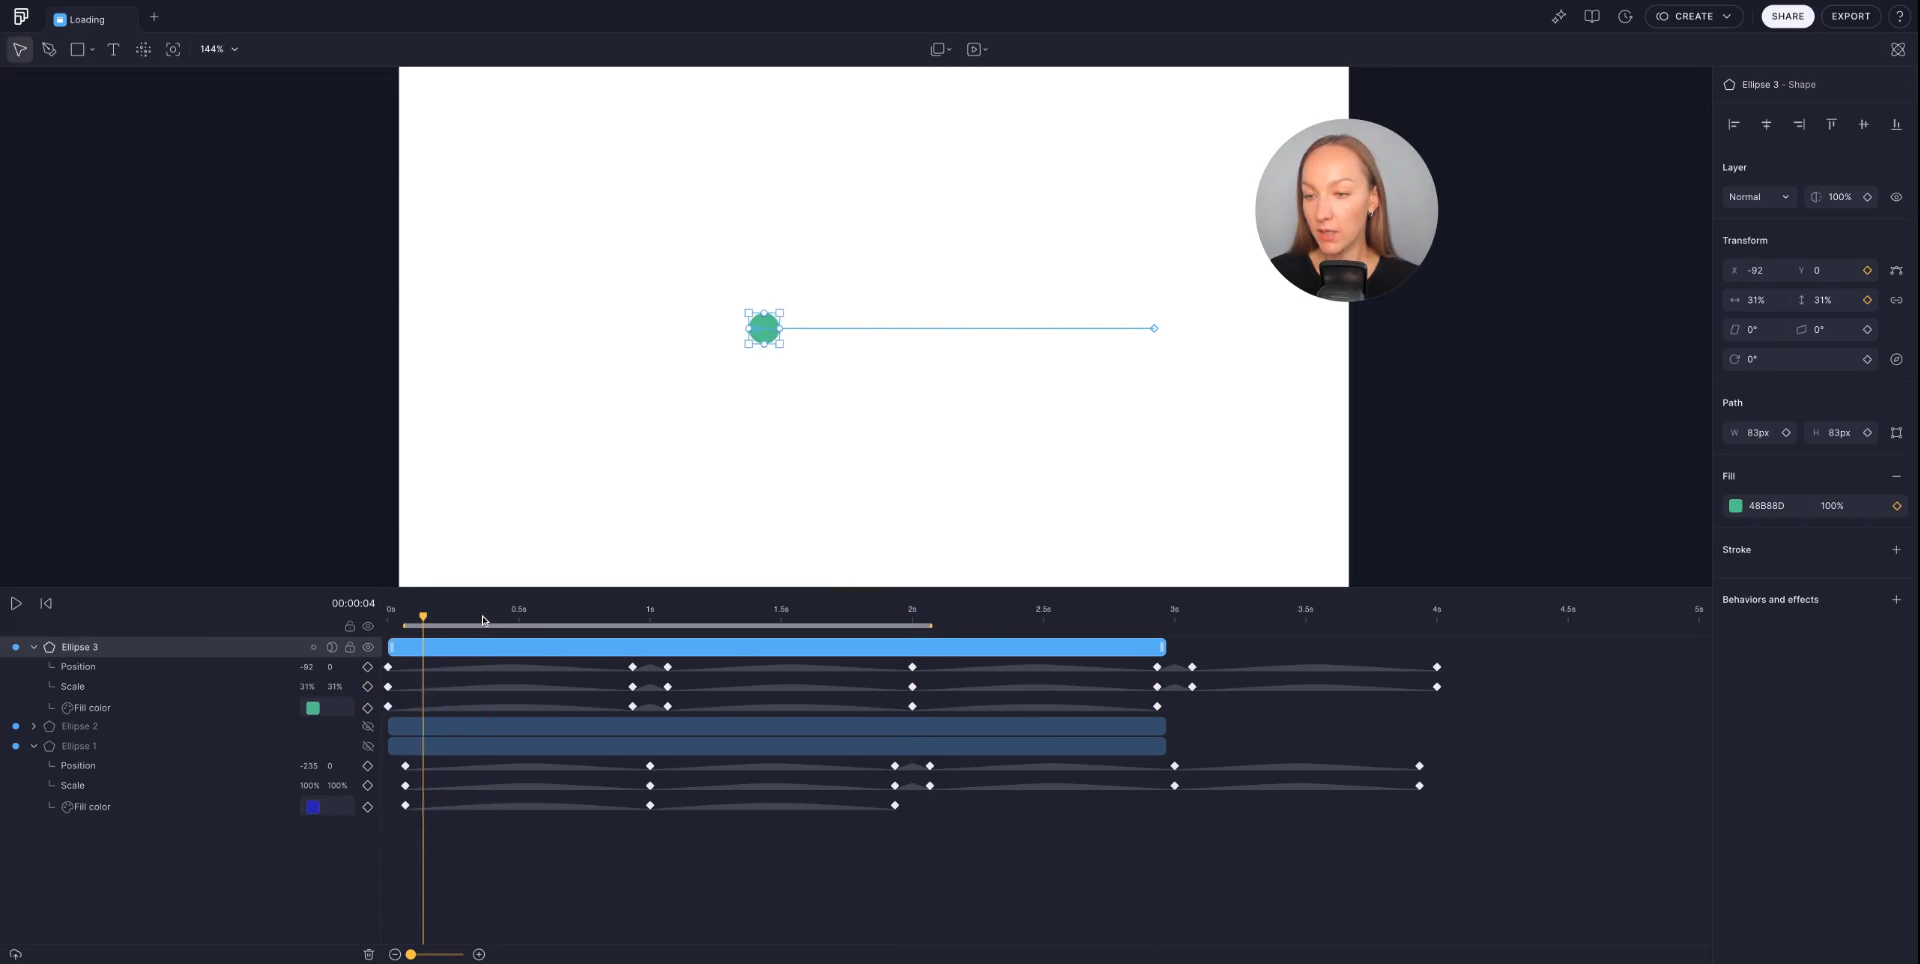 Loading
CREATE
SHARE
EXPORT
?
T
144%
Ellipse 3 - Shape
Layer
Normal
100%
Transform
X -92
Y 0
31%
31%
0°
0°
0°
Path
W 83px
H 83px
Fill
48B88D
100%
Stroke
Behaviors and effects
00:00:04
0s
0.5s
1s
1.5s
2s
2.5s
3s
3.5s
4s
4.5s
5s
Ellipse 3
Position
-92 0
Scale
31% 31%
Fill color
Ellipse 2
Ellipse 1
Position
-235 0
Scale
100% 100%
Fill color